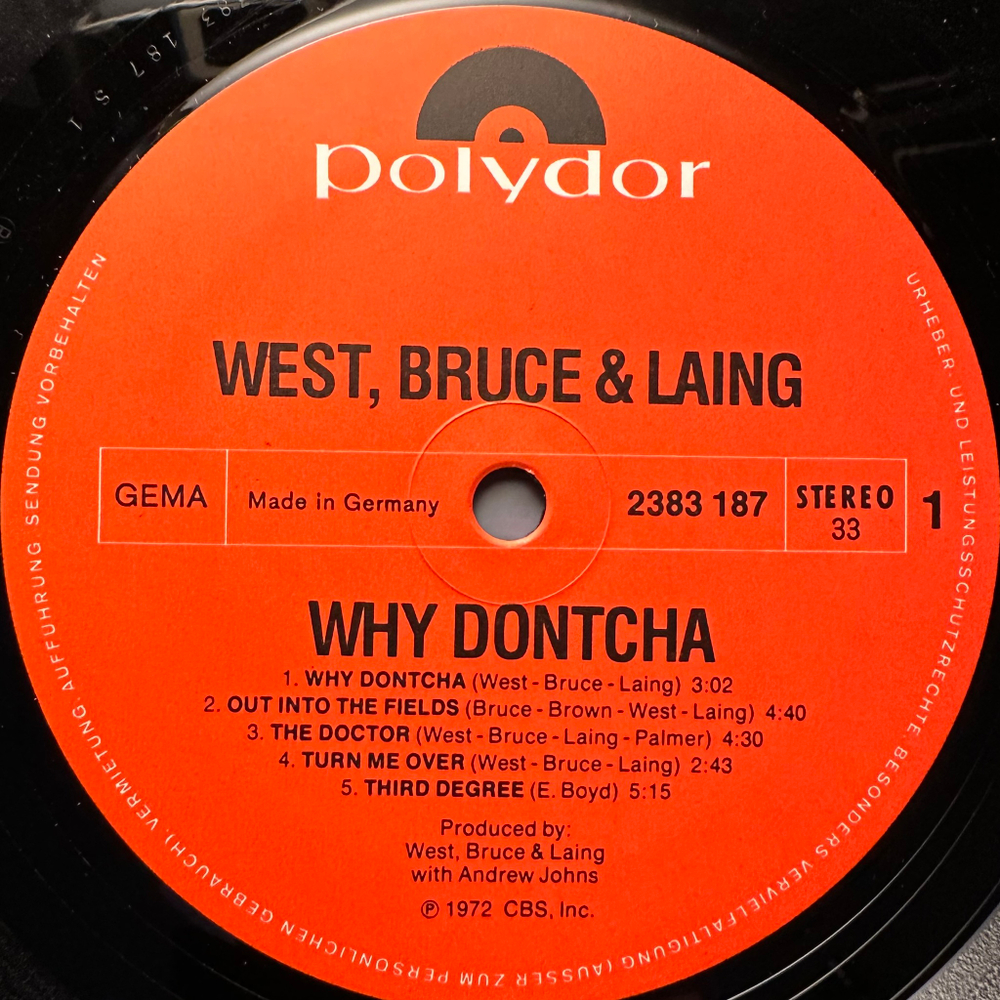 polydor
WEST, BRUCE & LAING
GEMA
Made in Germany
2383 187
STEREO
33
1
WHY DONTCHA
1. WHY DONTCHA (West - Bruce - Laing) 3:02
2. OUT INTO THE FIELDS (Bruce - Brown - West - Laing) 4:40
3. THE DOCTOR (West - Bruce - Laing - Palmer) 4:30
4. TURN ME OVER (West - Bruce - Laing) 2:43
5. THIRD DEGREE (E. Boyd) 5:15
Produced by:
West, Bruce & Laing
with Andrew Johns
℗ 1972 CBS, Inc.
URHEBER- UND LEISTUNGSSCHUTZRECHTE, BESONDERS VERVIELFÄLTIGUNG (AUSSER ZUM PERSÖNLICHEN GEBRAUCH), VERMIETUNG AUFFÜHRUNG SENDUNG VORBEHALTEN
187 S 1